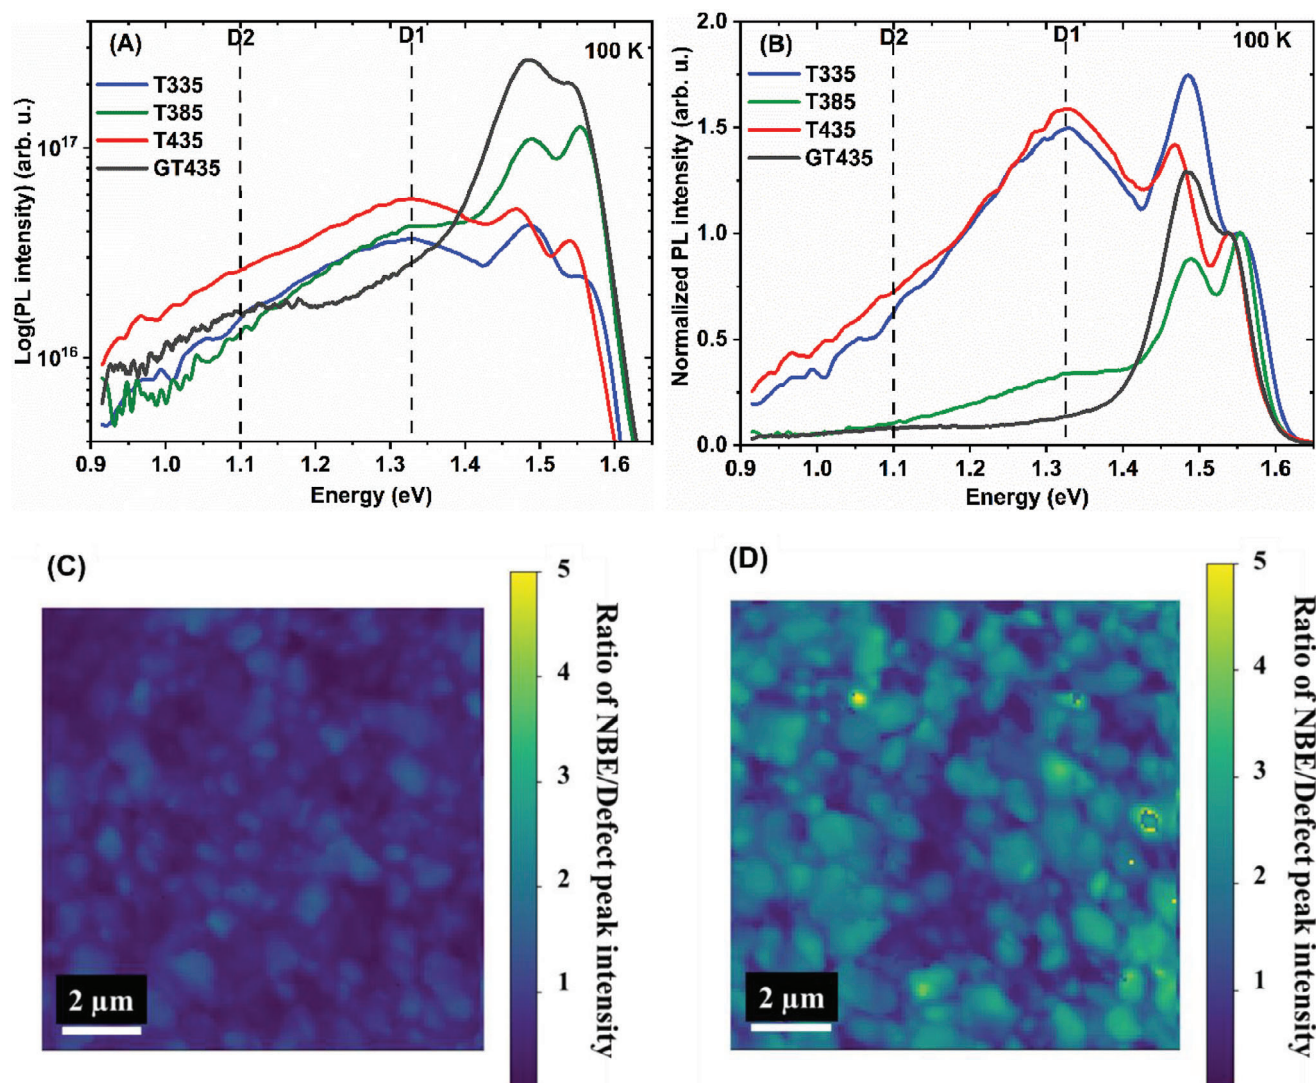 (A)
D2
D1
100 K
T335
T385
T435
GT435
Log(PL intensity) (arb. u.)
10^17
10^16
0.9 1.0 1.1 1.2 1.3 1.4 1.5 1.6
Energy (eV)
(B)
D2
D1
100 K
T335
T385
T435
GT435
Normalized PL intensity (arb. u.)
2.0
1.5
1.0
0.5
0.0
0.9 1.0 1.1 1.2 1.3 1.4 1.5 1.6
Energy (eV)
(C)
2 µm
5
4
3
2
1
Ratio of NBE/Defect peak intensity
(D)
2 µm
5
4
3
2
1
Ratio of NBE/Defect peak intensity